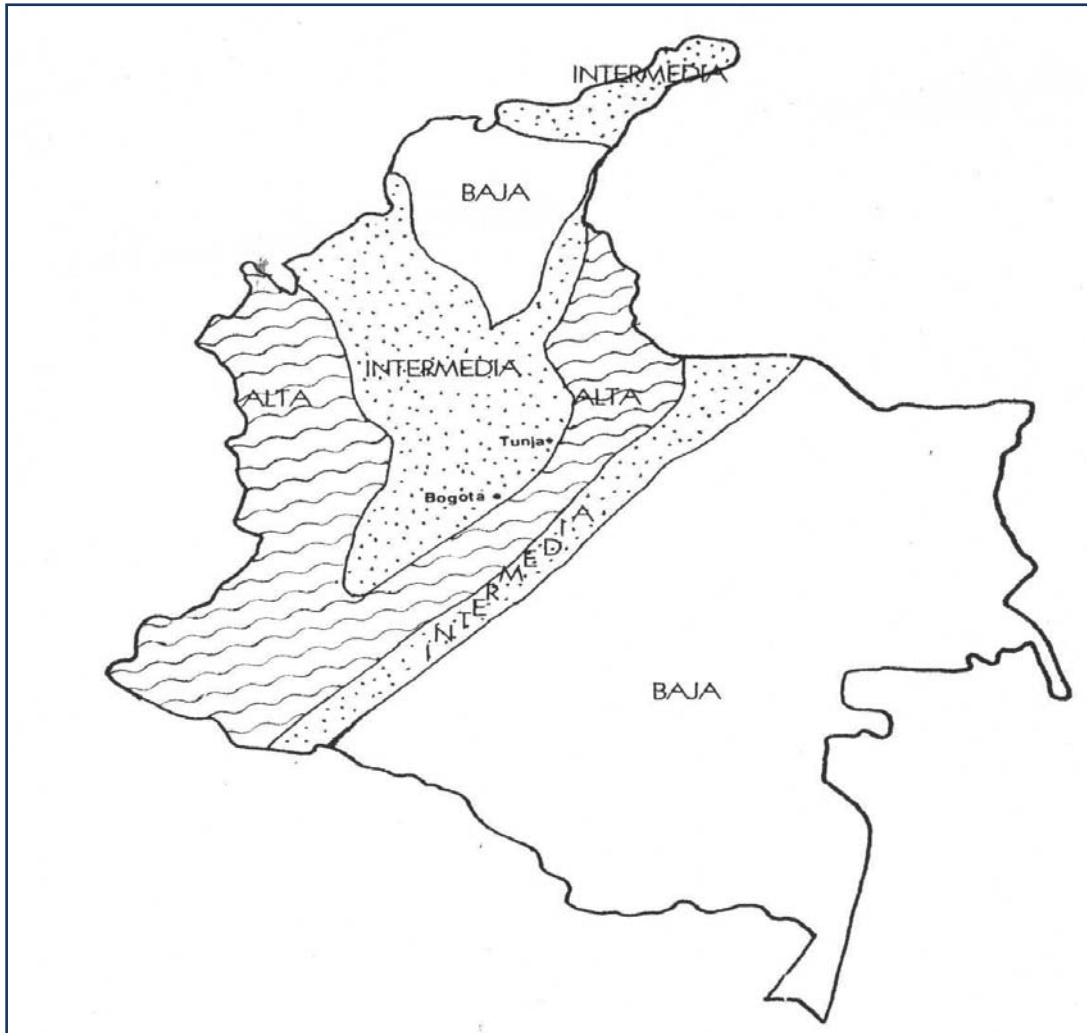 INTERMEDIA
BAJA
INTERMEDIA
ALTA
ALTA
Tunja
Bogotá
INTERMEDIA
BAJA